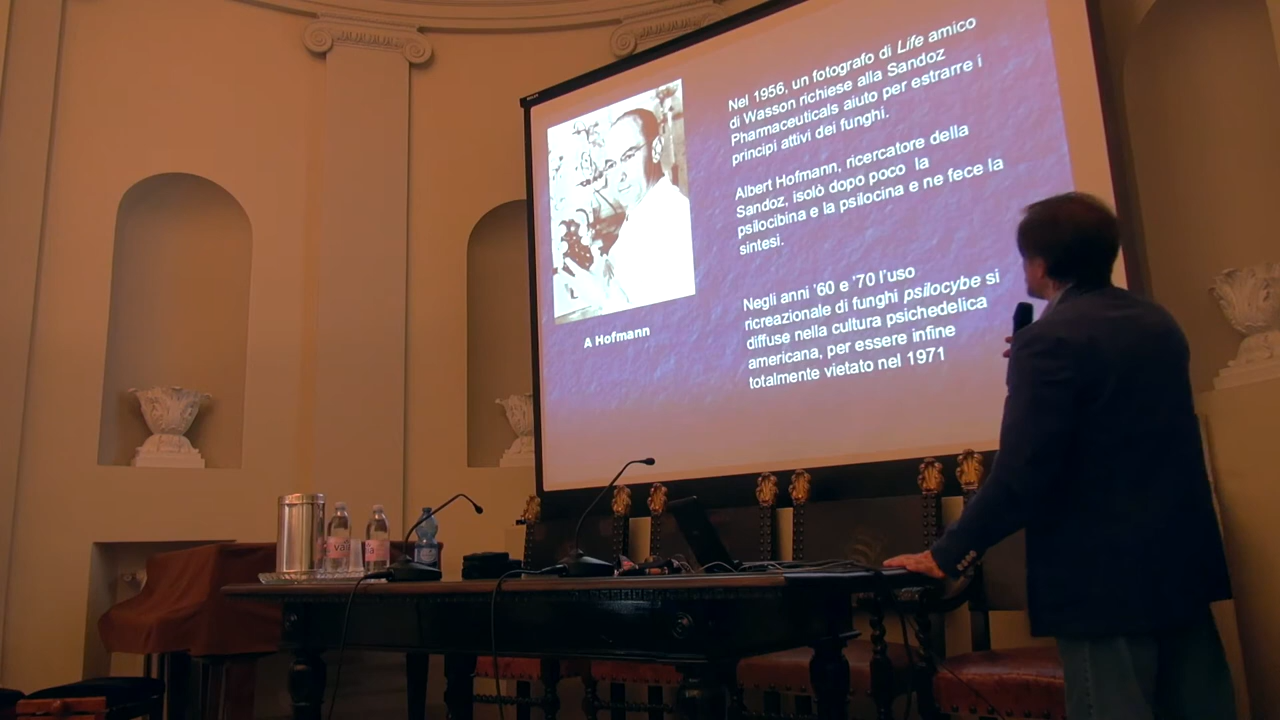 Nel 1956, un fotografo di Life amico
di Wasson richiese alla Sandoz
Pharmaceuticals aiuto per estrarre i
principi attivi dei funghi.
Albert Hofmann, ricercatore della
Sandoz, isolò dopo poco la
psilocibina e la psilocina e ne fece la
sintesi.
Negli anni '60 e '70 l'uso
ricreazionale di funghi psilocybe si
diffuse nella cultura psichedelica
americana, per essere infine
totalmente vietato nel 1971
A Hofmann